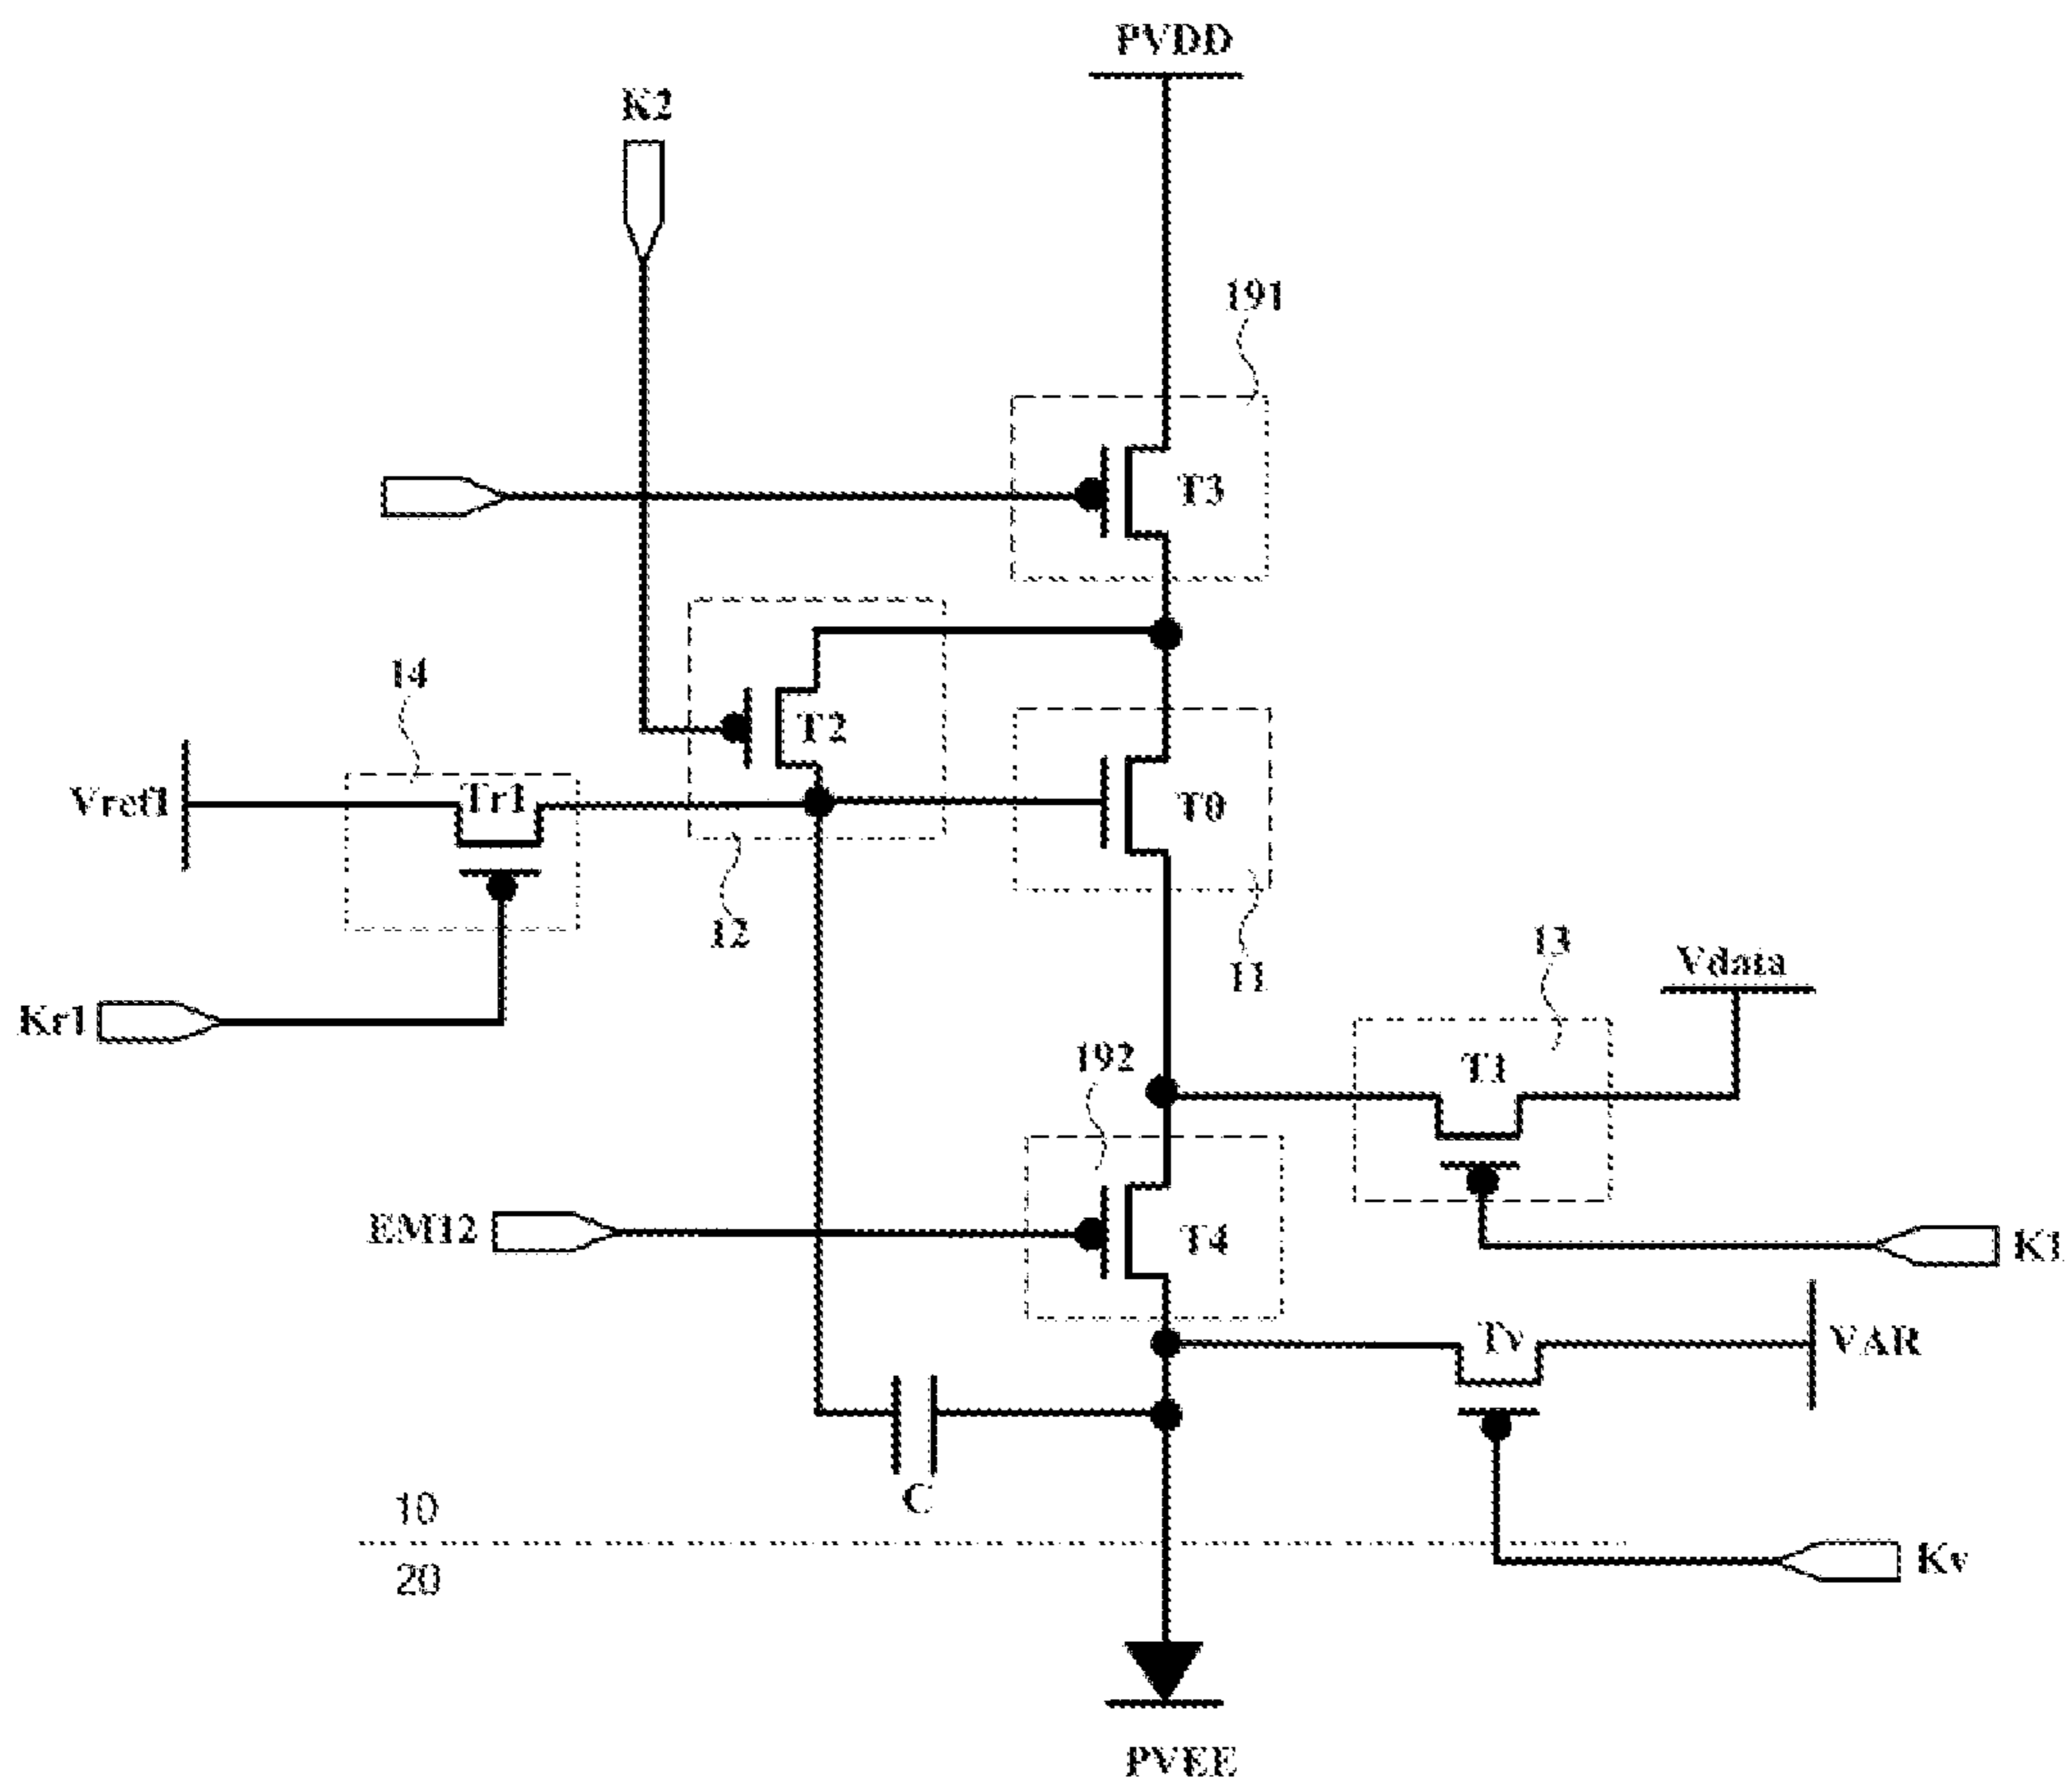 PVDD
K2
191
T3
14
T2
Vref1
Tr1
T0
12
11
13
Vdata
Kr1
192
T1
EM12
T4
K1
Tv
VAR
C
10
20
Kv
PVEE